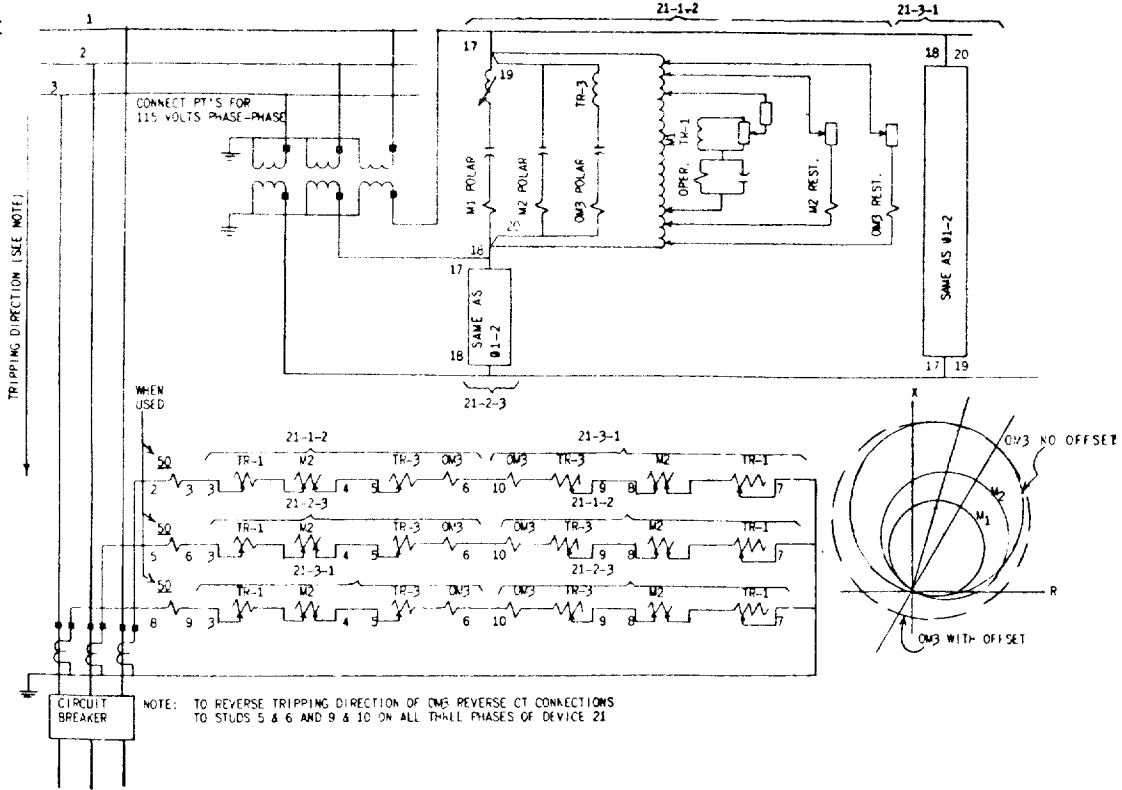 21-1-2
21-3-1
1
2
3
17
18 20
19
CONNECT PT'S FOR
115 VOLTS PHASE-PHASE
TR-3
M1
TR-1
OPER.
M1 POLAR
M2 POLAR
OM3 POLAR
M2 REST.
OM3 REST.
SAME AS Ø1-2
18
17
SAME AS
Ø1-2
18
17 19
21-2-3
TRIPPING DIRECTION (SEE NOTE)
WHEN
USED
X
OM3 NO OFFSET
M2
M1
R
OM3 WITH OFFSET
21-1-2
21-3-1
50 TR-1 M2 TR-3 OM3 OM3 TR-3 M2 TR-1
2 3 3 4 5 6 10 9 8 7
21-2-3
21-1-2
50 TR-1 M2 TR-3 OM3 OM3 TR-3 M2 TR-1
5 6 3 4 5 6 10 9 8 7
21-3-1
21-2-3
50 TR-1 M2 TR-3 OM3 OM3 TR-3 M2 TR-1
8 9 3 4 5 6 10 9 8 7
CIRCUIT
BREAKER
NOTE: TO REVERSE TRIPPING DIRECTION OF OM3 REVERSE CT CONNECTIONS
TO STUDS 5 & 6 AND 9 & 10 ON ALL THREE PHASES OF DEVICE 21